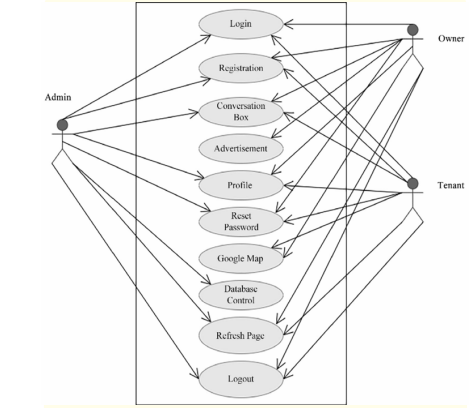 Login
Owner
Registration
Admin
Conversation
Box
Advertisement
Profile
Tenant
Reset
Password
Google Map
Database
Control
Refresh Page
Logout